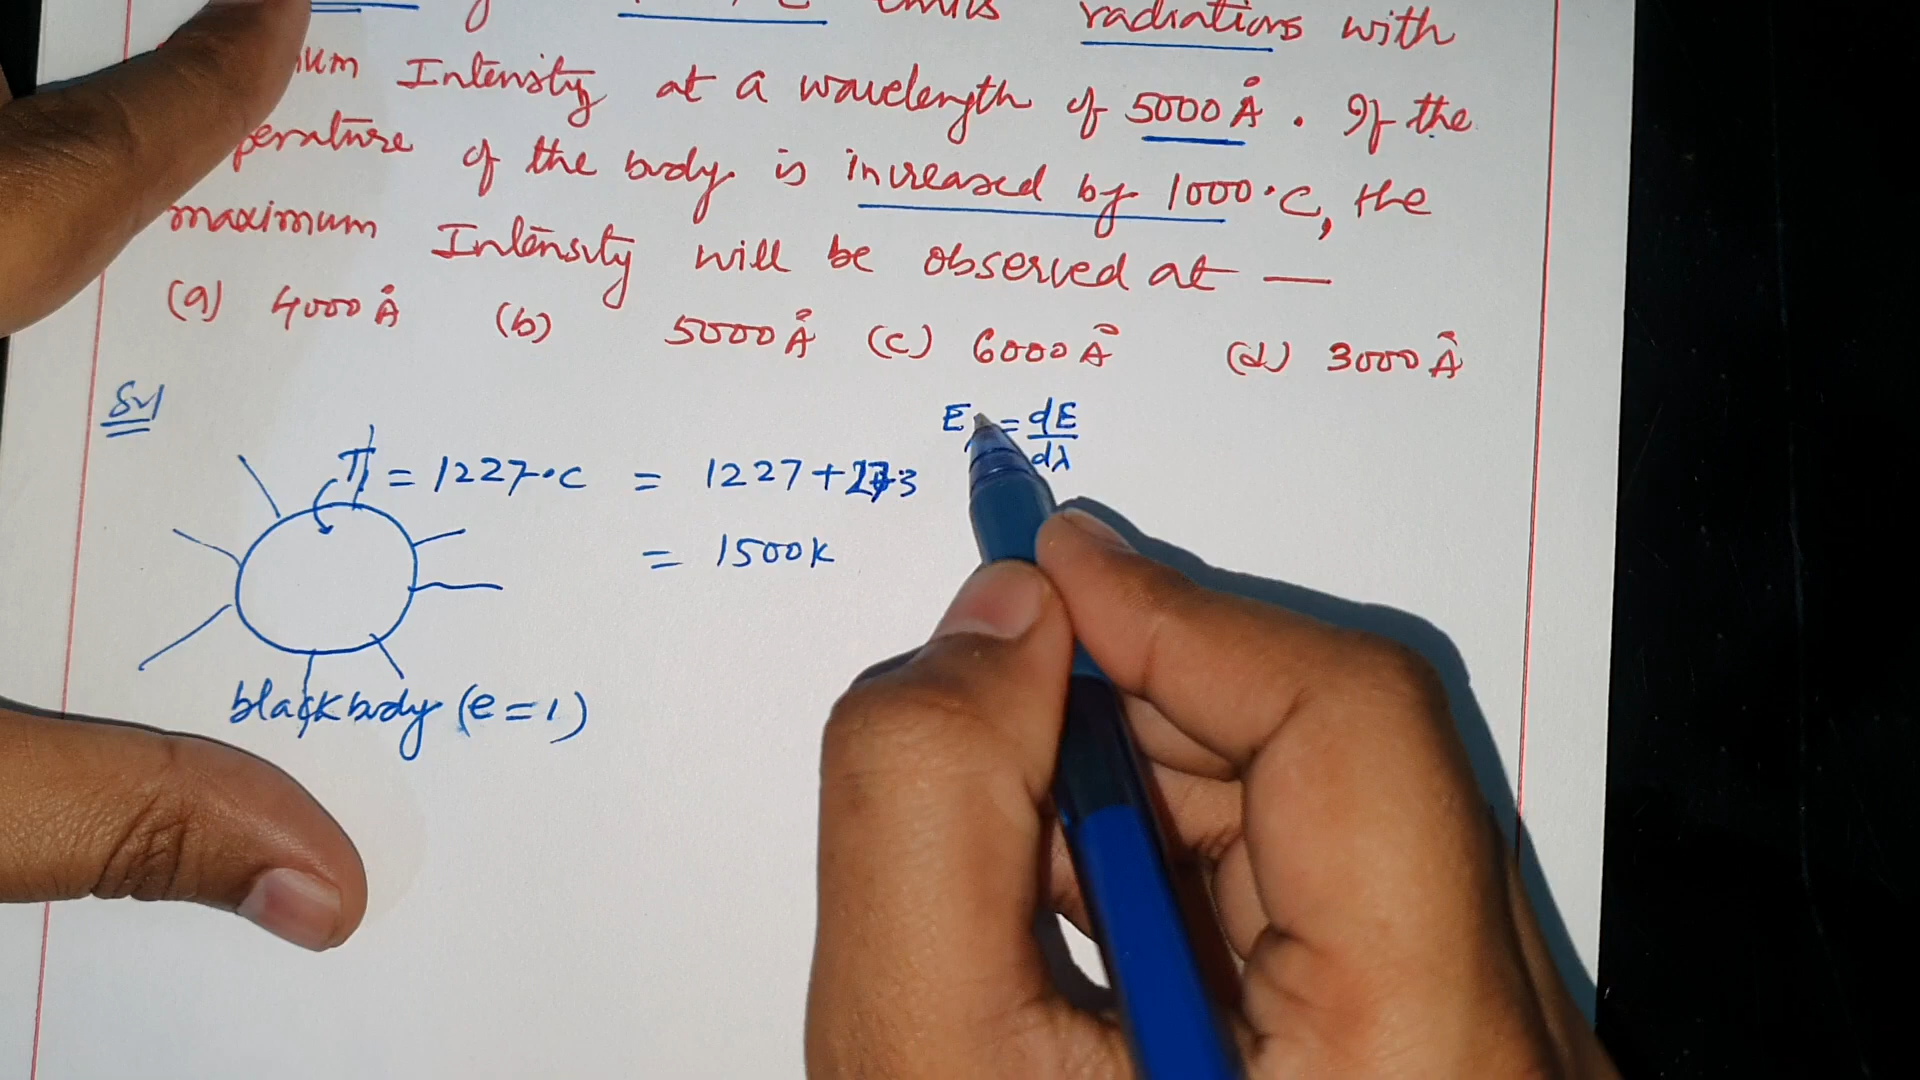 radiations with
Intensity at a wavelength of 5000 Å . If the
of the body is increased by 1000°C, the
maximum Intensity will be observed at —
(a) 4000 Å (b) 5000 Å (c) 6000 Å (d) 3000 Å
Sol
E = dE/dλ
T = 1227°C = 1227+273
= 1500K
blackbody (e=1)